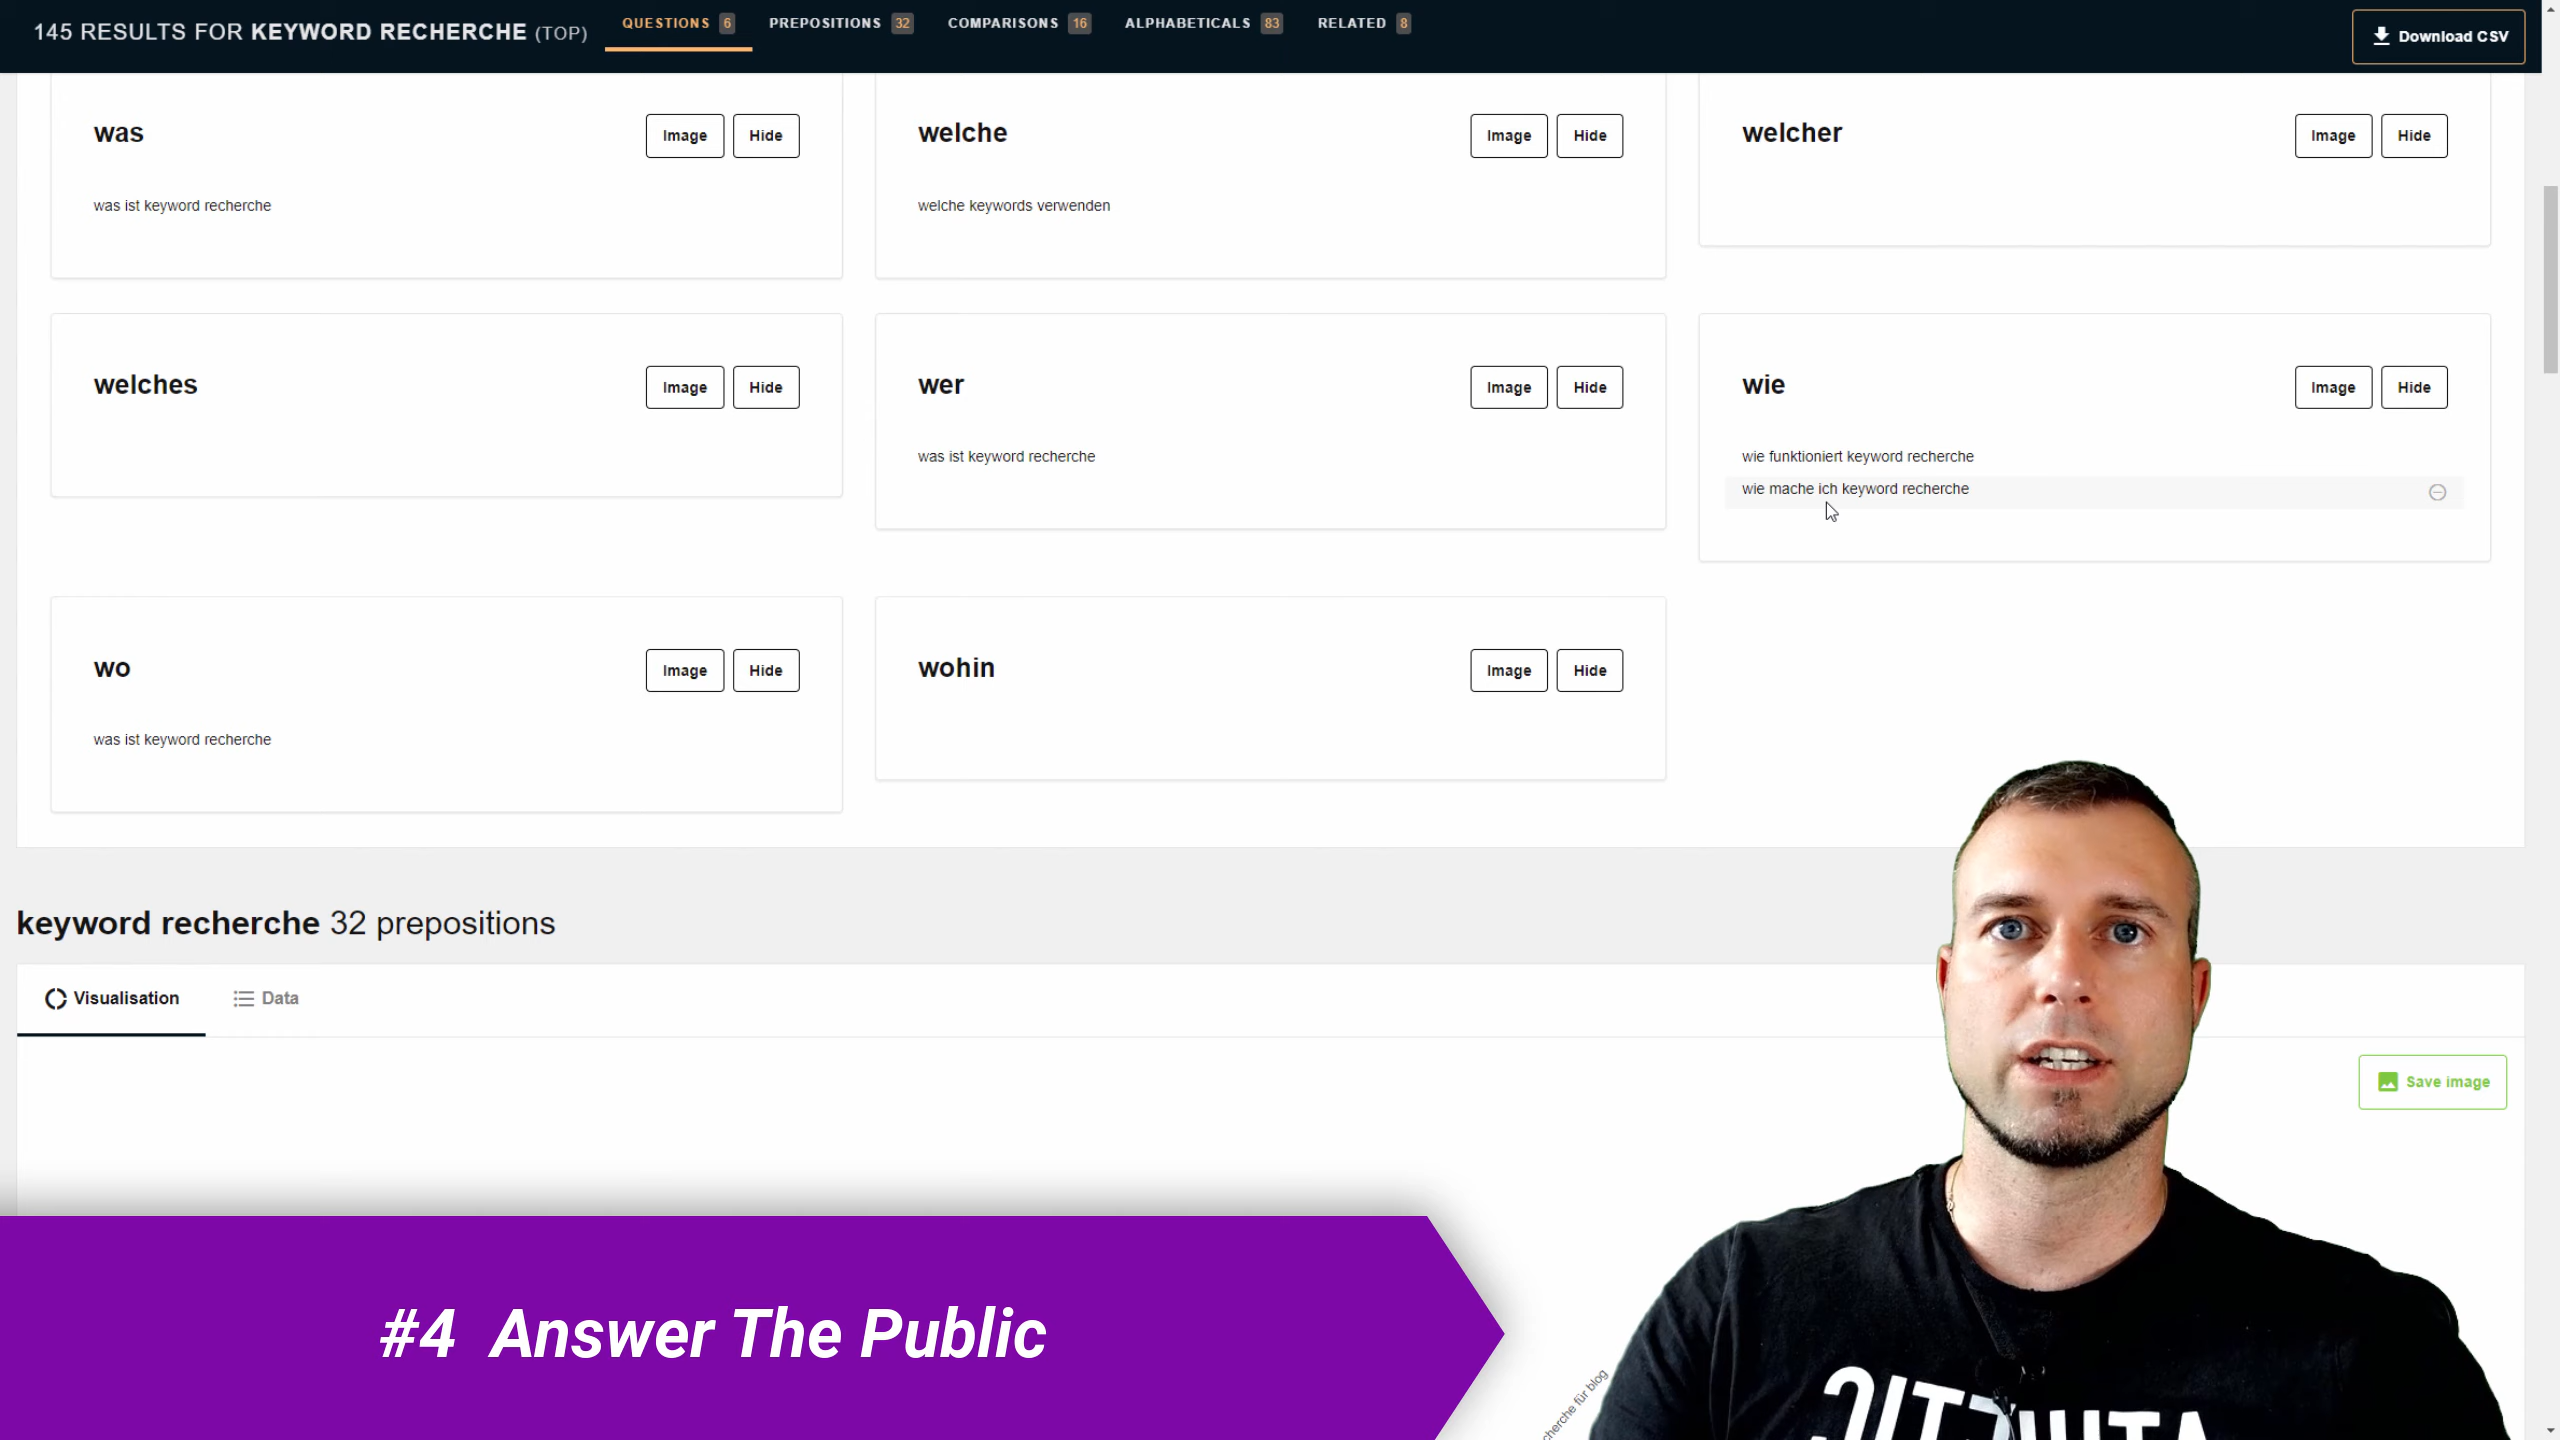 145 RESULTS FOR KEYWORD RECHERCHE (TOP)
QUESTIONS 6
PREPOSITIONS 32
COMPARISONS 16
ALPHABETICALS 83
RELATED 8
Download CSV
was
Image
Hide
was ist keyword recherche
welche
Image
Hide
welche keywords verwenden
welcher
Image
Hide
welches
Image
Hide
wer
Image
Hide
was ist keyword recherche
wie
Image
Hide
wie funktioniert keyword recherche
wie mache ich keyword recherche
wo
Image
Hide
was ist keyword recherche
wohin
Image
Hide
keyword recherche 32 prepositions
Visualisation
Data
Save image
#4 Answer The Public
für blog